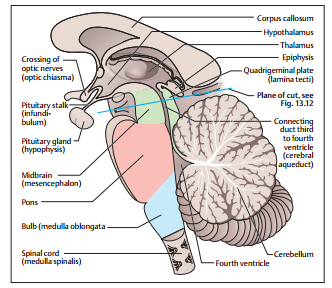 Corpus callosum
Hypothalamus
Thalamus
Epiphysis
Quadrigeminal plate
(lamina tecti)
Plane of cut, see
Fig. 13.12
Connecting
duct third
to fourth
ventricle
(cerebral
aqueduct)
Cerebellum
Fourth ventricle
Crossing of
optic nerves
(optic chiasma)
Pituitary stalk
(infundi-
bulum)
Pituitary gland
(hypophysis)
Midbrain
(mesencephalon)
Pons
Bulb (medulla oblongata
Spinal cord
(medulla spinalis)